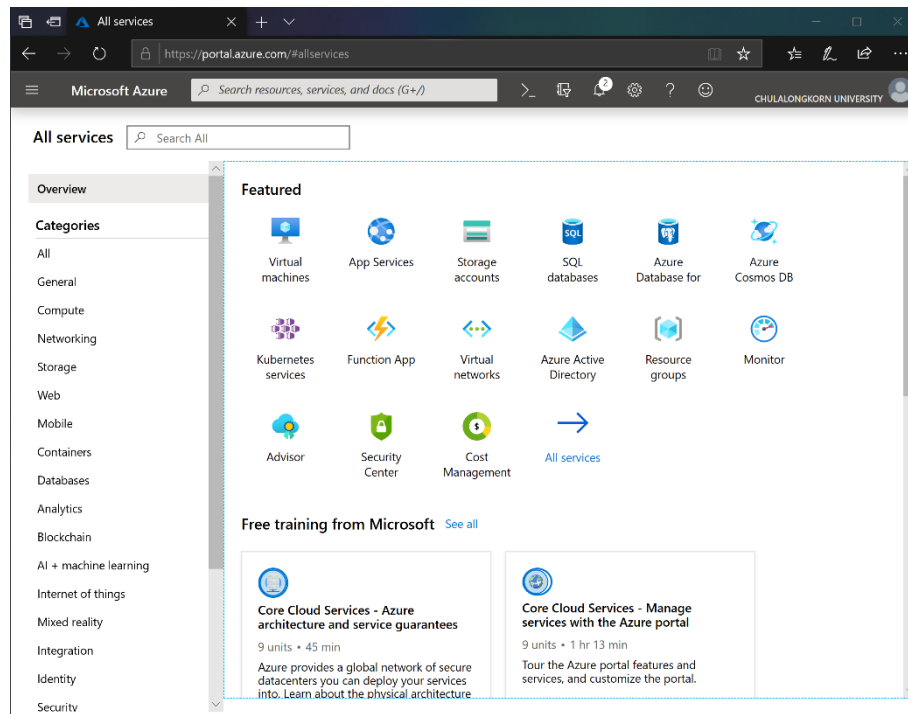 All services
https://portal.azure.com/#allservices
Microsoft Azure
Search resources, services, and docs (G+/)
2
CHULALONGKORN UNIVERSITY
All services
Search All
Overview
Categories
All
General
Compute
Networking
Storage
Web
Mobile
Containers
Databases
Analytics
Blockchain
AI + machine learning
Internet of things
Mixed reality
Integration
Identity
Security
Featured
Virtual
machines
App Services
Storage
accounts
SQL
SQL
databases
Azure
Database for
Azure
Cosmos DB
Kubernetes
services
Function App
Virtual
networks
Azure Active
Directory
Resource
groups
Monitor
Advisor
Security
Center
$
Cost
Management
All services
Free training from Microsoft See all
Core Cloud Services - Azure
architecture and service guarantees
9 units • 45 min
Azure provides a global network of secure
datacenters you can deploy your services
into. Learn about the physical architecture
Core Cloud Services - Manage
services with the Azure portal
9 units • 1 hr 13 min
Tour the Azure portal features and
services, and customize the portal.